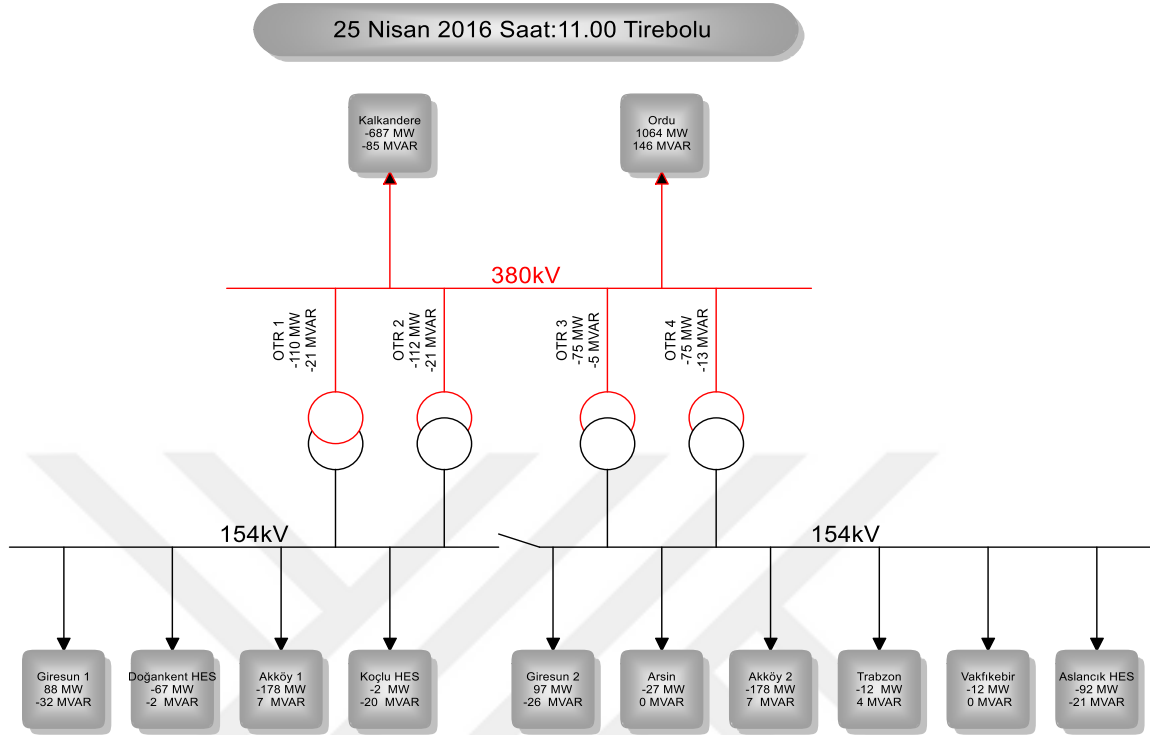 25 Nisan 2016 Saat:11.00 Tirebolu
Kalkandere
-687 MW
-85 MVAR
Ordu
1064 MW
146 MVAR
380kV
OTR 1
-110 MW
-21 MVAR
OTR 2
-112 MW
-21 MVAR
OTR 3
-75 MW
-5 MVAR
OTR 4
-75 MW
-13 MVAR
154kV
154kV
Giresun 1
88 MW
-32 MVAR
Doğankent HES
-67 MW
-2 MVAR
Akköy 1
-178 MW
7 MVAR
Koçlu HES
-2 MW
-20 MVAR
Giresun 2
97 MW
-26 MVAR
Arsin
-27 MW
0 MVAR
Akköy 2
-178 MW
7 MVAR
Trabzon
-12 MW
4 MVAR
Vakfıkebir
-12 MW
0 MVAR
Aslancık HES
-92 MW
-21 MVAR